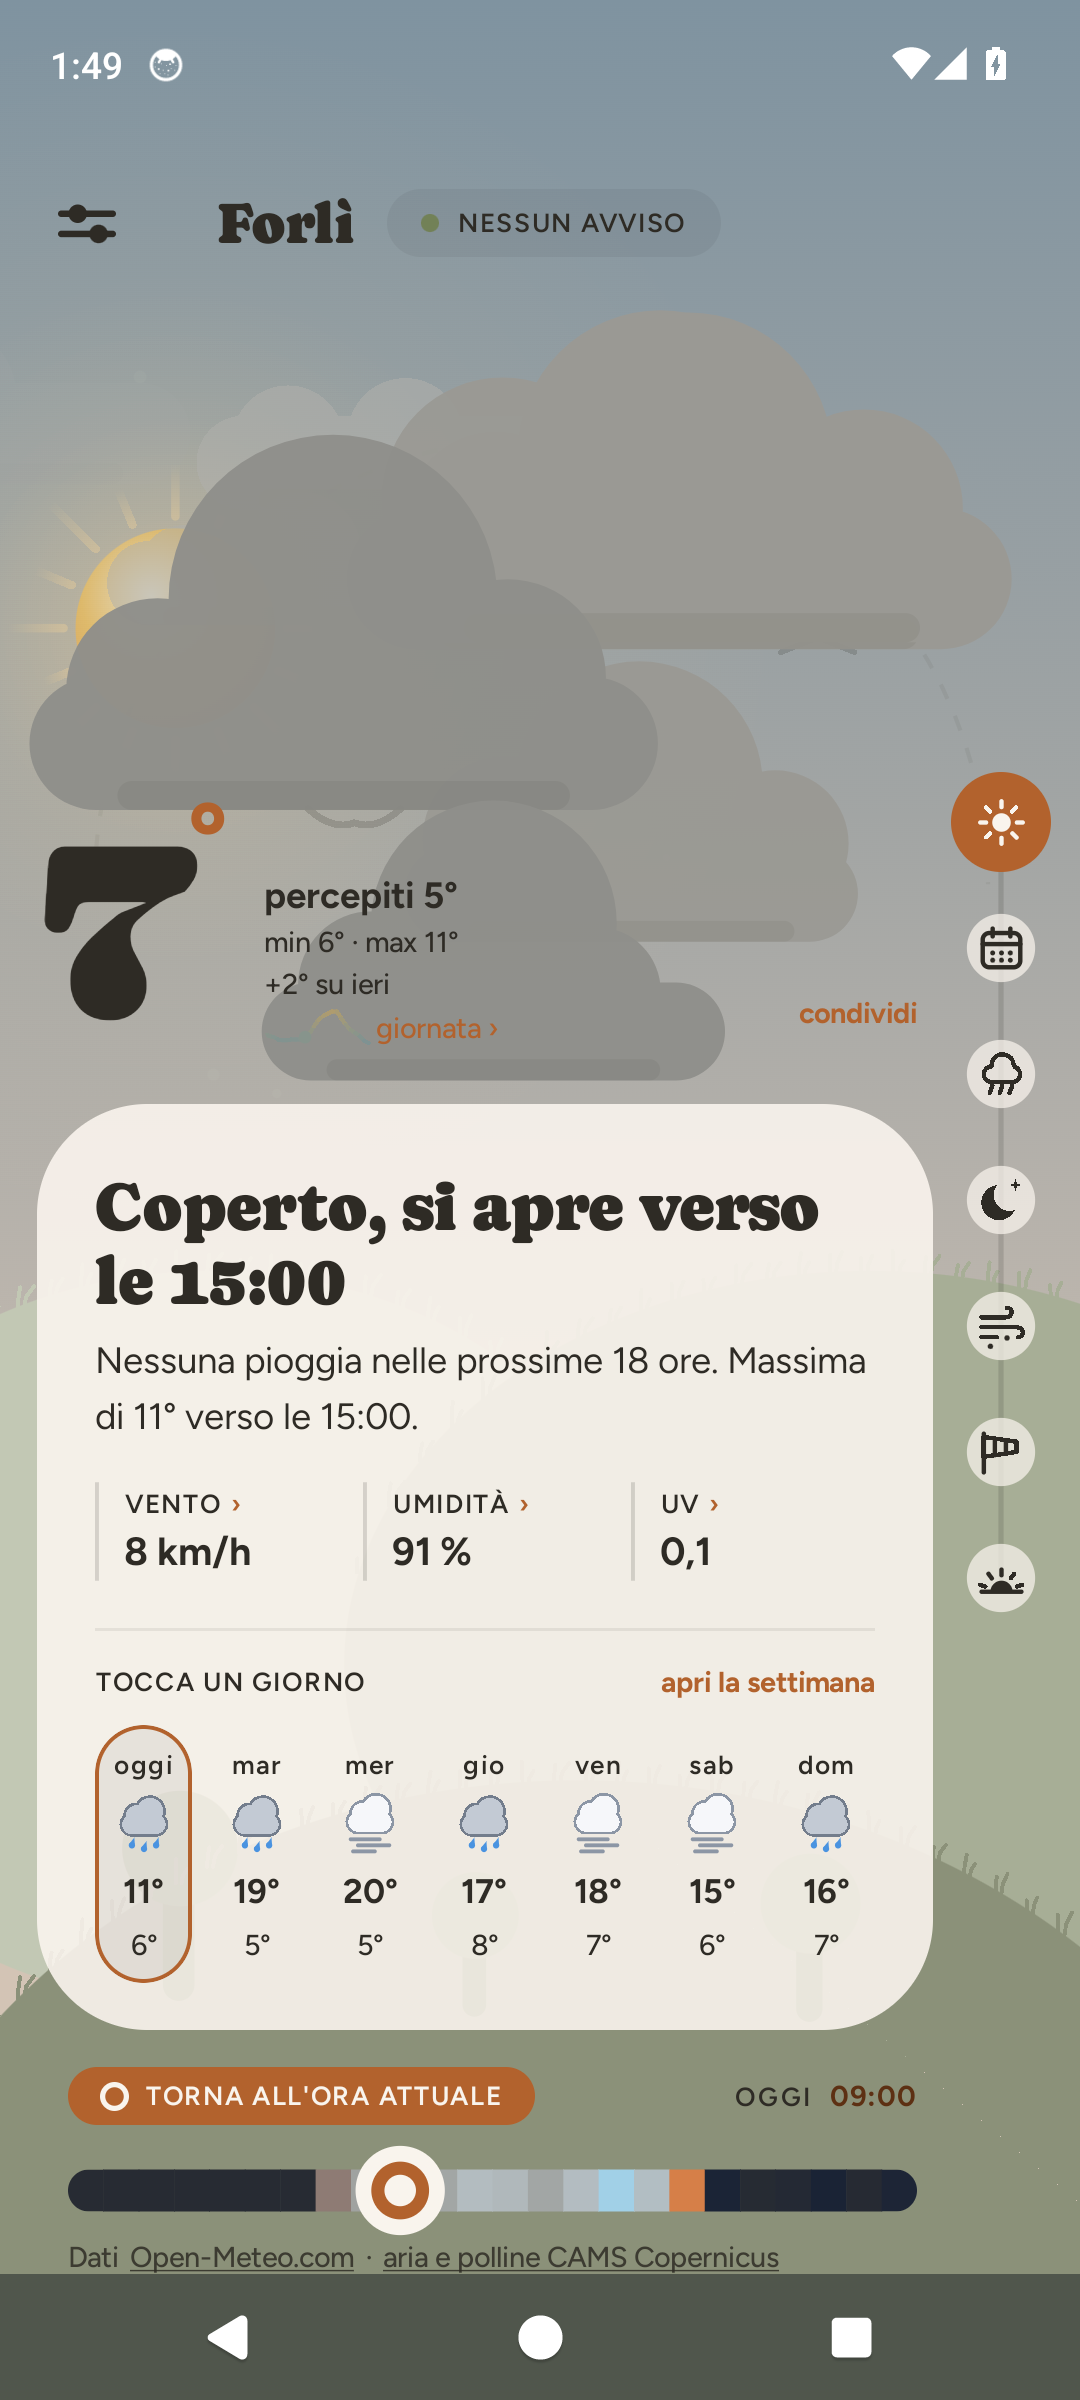 1:49
Forlì
NESSUN AVVISO
7
percepiti 5°
min 6° · max 11°
+2° su ieri
giornata ›
condividi
Coperto, si apre verso
le 15:00
Nessuna pioggia nelle prossime 18 ore. Massima
di 11° verso le 15:00.
VENTO › UMIDITÀ › UV ›
8 km/h 91 % 0,1
TOCCA UN GIORNO apri la settimana
oggi mar mer gio ven sab dom
11° 19° 20° 17° 18° 15° 16°
6° 5° 5° 8° 7° 6° 7°
TORNA ALL'ORA ATTUALE OGGI 09:00
Dati Open-Meteo.com · aria e polline CAMS Copernicus